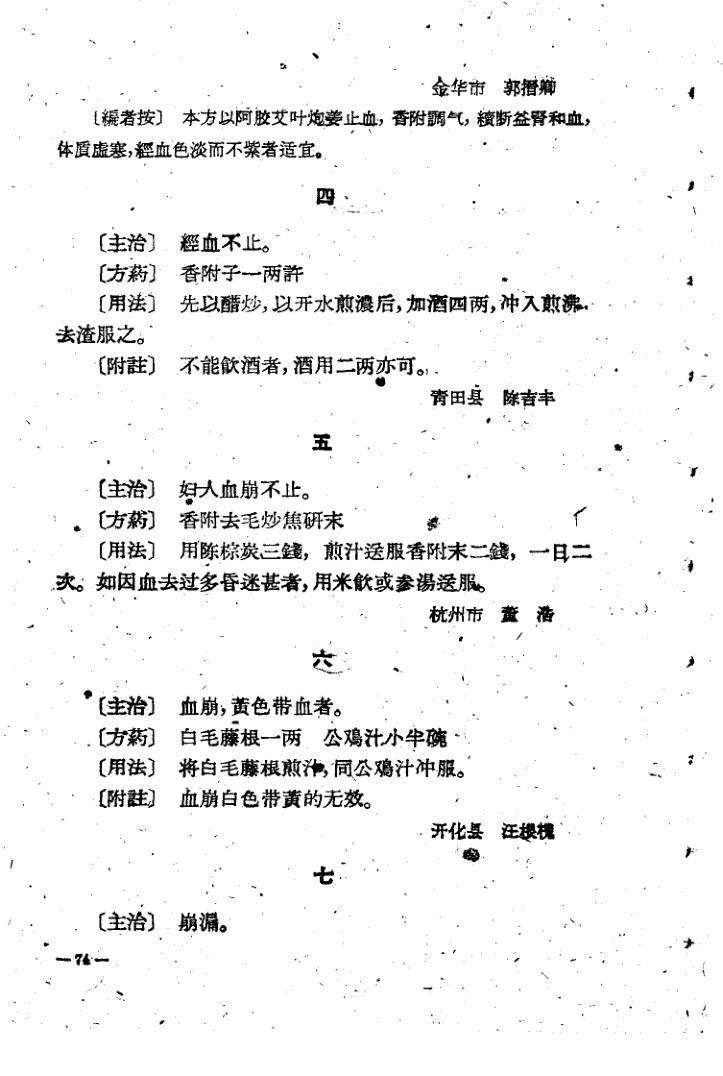 金华市 郭搢卿
〔編者按〕 本方以阿胶艾叶炮姜止血，香附調气，續断益腎和血，
体质虛寒，經血色淡而不紫者适宜。
四
〔主治〕 經血不止。
〔方葯〕 香附子一两許
〔用法〕 先以醋炒，以开水煎濃后，加酒四两，冲入煎沸.
去渣服之。
〔附註〕 不能飲酒者，酒用二两亦可。
青田县 陈吉丰
五
〔主治〕 妇人血崩不止。
〔方葯〕 香附去毛炒焦研末
〔用法〕 用陈棕炭三錢， 煎汁送服香附末二錢， 一日二
次。如因血去过多昏迷甚者，用米飲或参湯送服。
杭州市 董 浩
六
〔主治〕 血崩，黃色带血者。
〔方葯〕 白毛藤根一两 公鸡汁小半碗
〔用法〕 将白毛藤根煎汁，同公鸡汁冲服。
〔附註〕 血崩白色带黃的无效。
开化县 汪根槐
七
〔主治〕 崩漏。
—74—